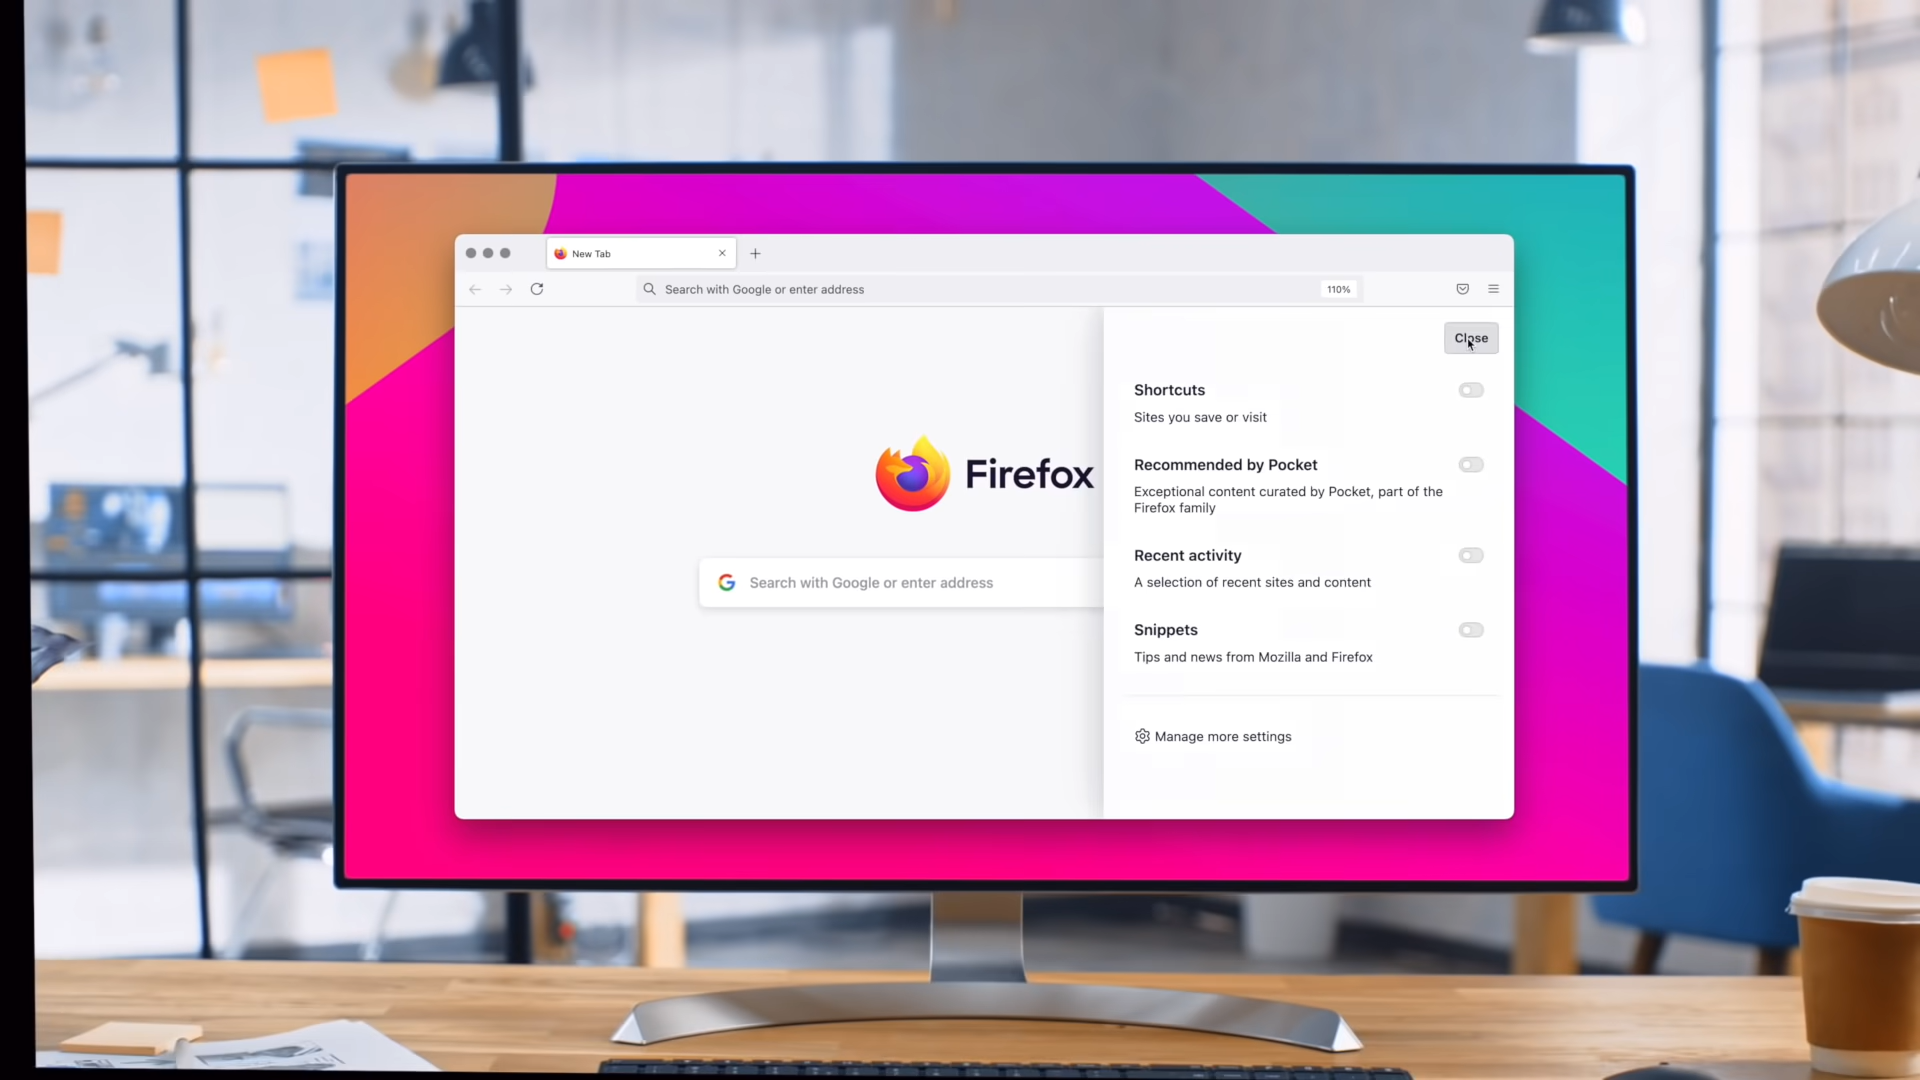 New Tab
Search with Google or enter address
110%
Close
Shortcuts
Sites you save or visit
Firefox
Recommended by Pocket
Exceptional content curated by Pocket, part of the
Firefox family
Recent activity
A selection of recent sites and content
Search with Google or enter address
Snippets
Tips and news from Mozilla and Firefox
Manage more settings